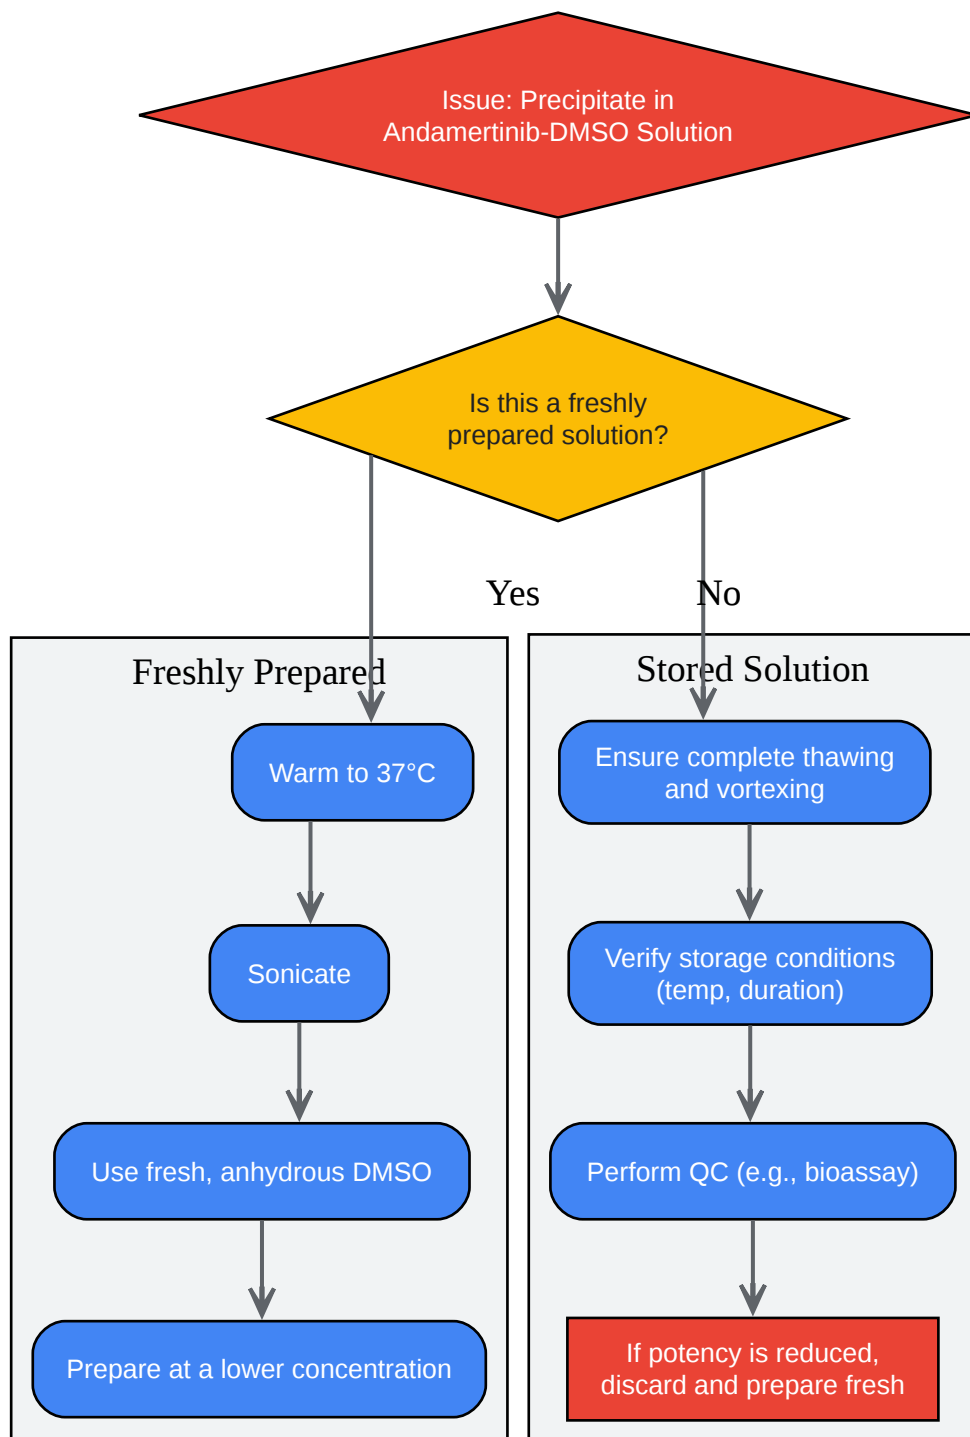 Issue: Precipitate in
Andamertinib-DMSO Solution
Is this a freshly
prepared solution?
Yes
No
Freshly Prepared
Warm to 37°C
Sonicate
Use fresh, anhydrous DMSO
Prepare at a lower concentration
Stored Solution
Ensure complete thawing
and vortexing
Verify storage conditions
(temp, duration)
Perform QC (e.g., bioassay)
If potency is reduced,
discard and prepare fresh